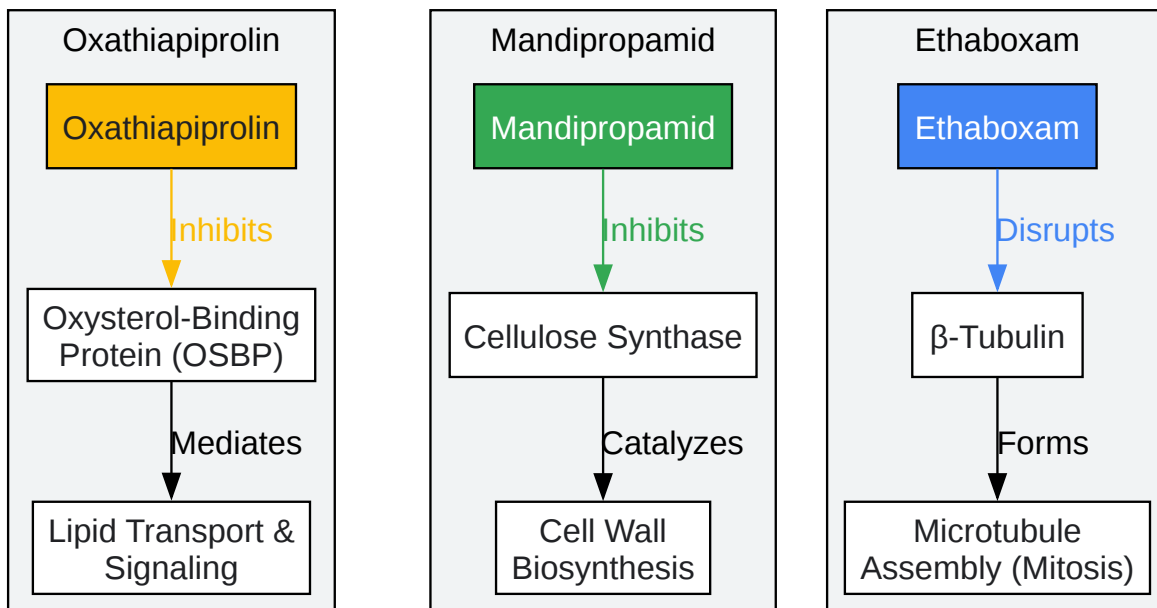 Oxathiapiprolin
Oxathiapiprolin
Inhibits
Oxysterol-Binding
Protein (OSBP)
Mediates
Lipid Transport &
Signaling
Mandipropamid
Mandipropamid
Inhibits
Cellulose Synthase
Catalyzes
Cell Wall
Biosynthesis
Ethaboxam
Ethaboxam
Disrupts
β-Tubulin
Forms
Microtubule
Assembly (Mitosis)